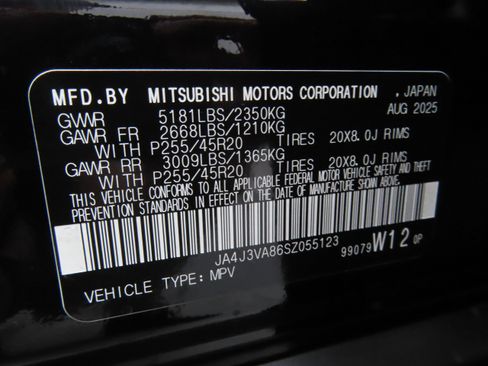 MFD.BY MITSUBISHI MOTORS CORPORATION . JAPAN
GVWR 5181LBS/2350KG AUG 2025
GAWR FR 2668LBS/1210KG
WITH P255/45R20 TIRES 20X8.0J RIMS
GAWR RR 3009LBS/1365KG
WITH P255/45R20 TIRES 20X8.0J RIMS
THIS VEHICLE CONFORMS TO ALL APPLICABLE FEDERAL MOTOR VEHICLE SAFETY AND THEFT
PREVENTION STANDARDS IN EFFECT ON THE DATE OF MANUFACTURE SHOWN ABOVE.
JA4J3VA86SZ055123
99079 W12 0P
VEHICLE TYPE: MPV